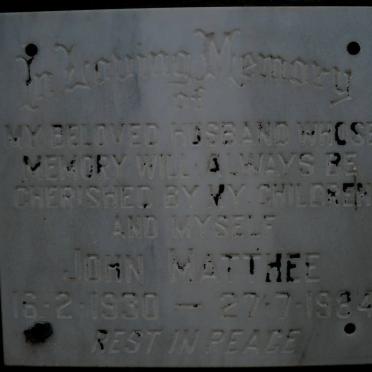 In Loving Memory
of
MY BELOVED HUSBAND WHOSE
MEMORY WILL ALWAYS BE
CHERISHED BY MY CHILDREN
AND MYSELF
JOHN MATTHEE
16-2-1930 — 27-7-1984
REST IN PEACE